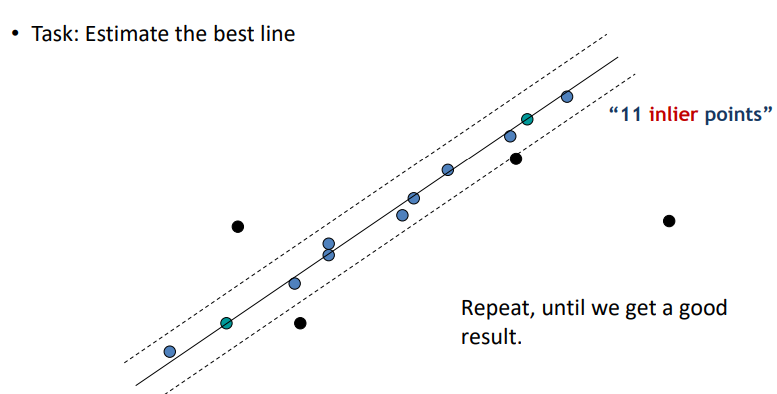 • Task: Estimate the best line
“11 inlier points”
Repeat, until we get a good
result.